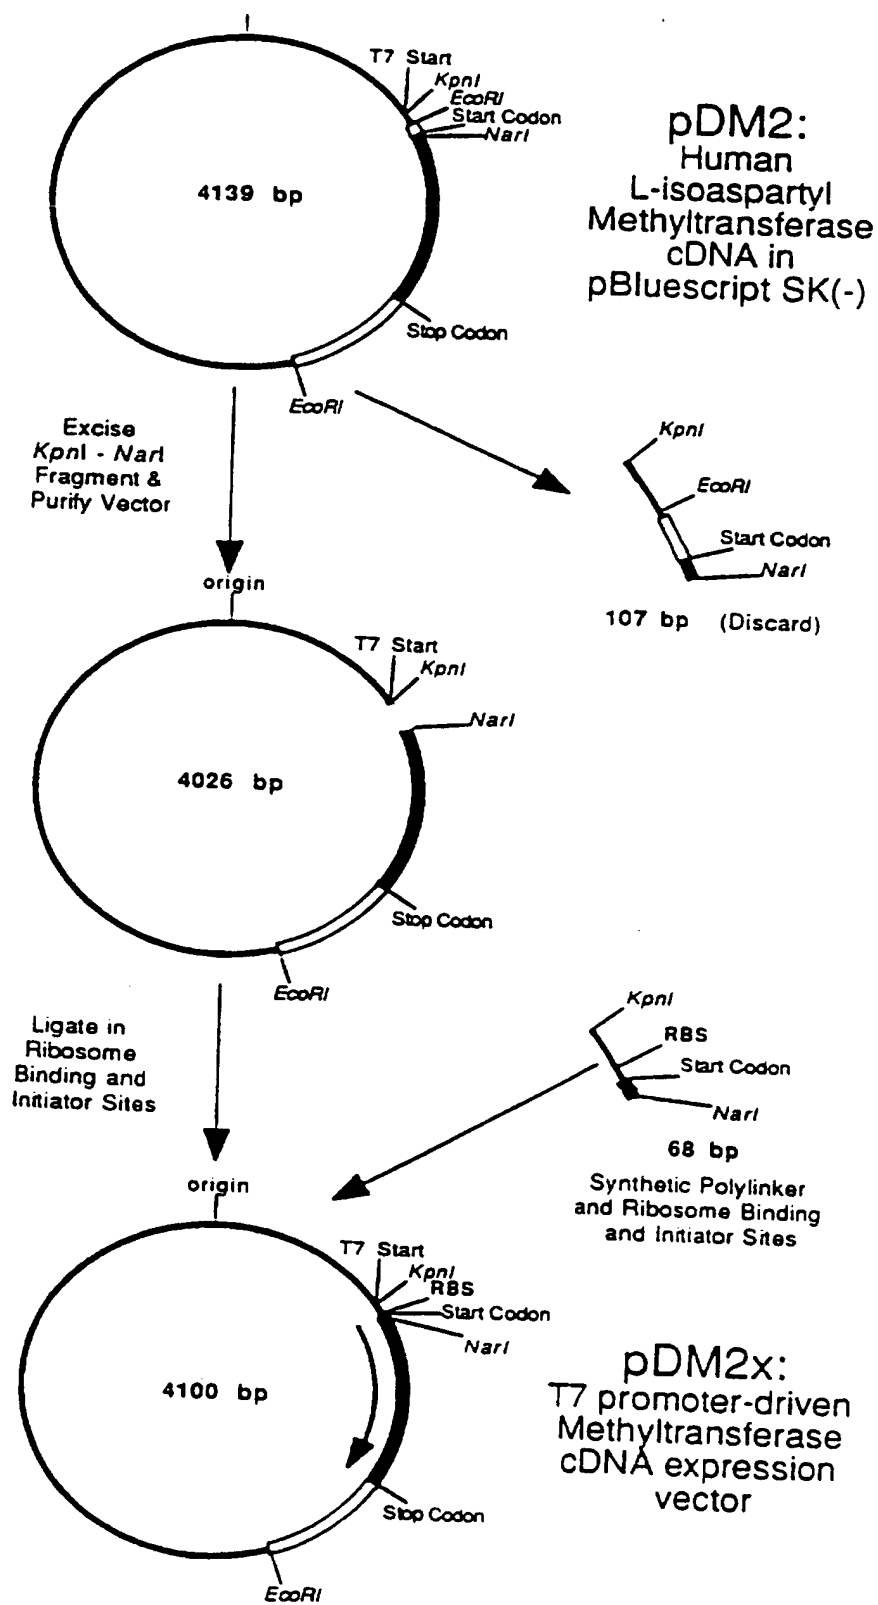 T7 Start
KpnI
EcoRI
Start Codon
NarI
4139 bp
Stop Codon
EcoRI
pDM2:
Human
L-isoaspartyl
Methyltransferase
cDNA in
pBluescript SK(-)
Excise
KpnI - NarI
Fragment &
Purify Vector
KpnI
EcoRI
Start Codon
NarI
107 bp (Discard)
origin
T7 Start
KpnI
NarI
4026 bp
Stop Codon
EcoRI
Ligate in
Ribosome
Binding and
Initiator Sites
KpnI
RBS
Start Codon
NarI
68 bp
Synthetic Polylinker
and Ribosome Binding
and Initiator Sites
origin
T7 Start
KpnI
RBS
Start Codon
NarI
4100 bp
Stop Codon
EcoRI
pDM2x:
T7 promoter-driven
Methyltransferase
cDNA expression
vector